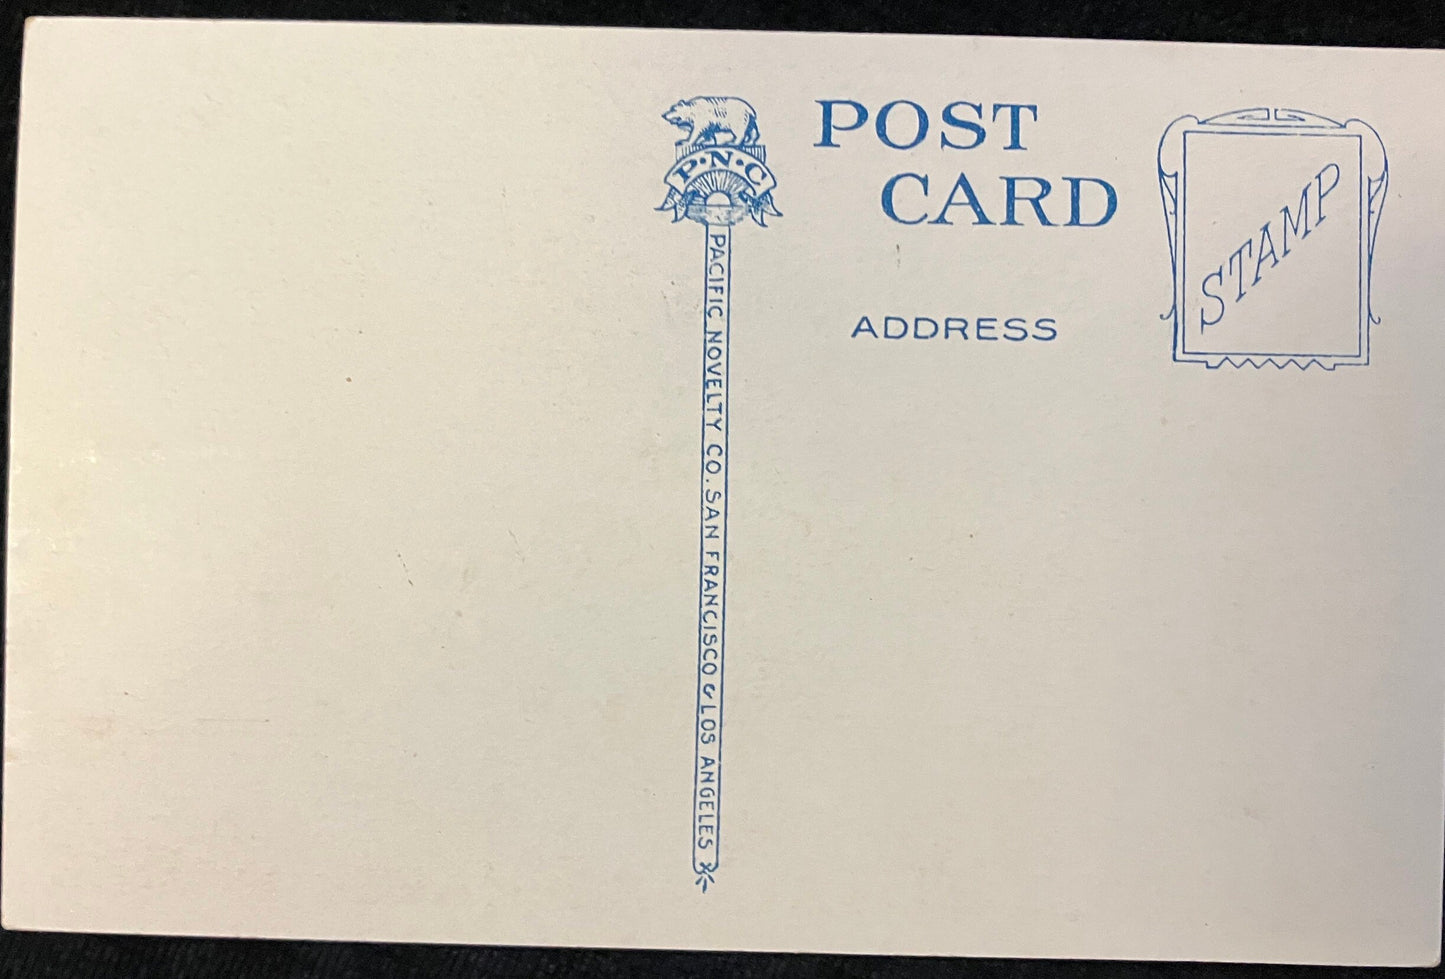 P·N·C
PACIFIC NOVELTY CO. SAN FRANCISCO & LOS ANGELES
POST
CARD
ADDRESS
STAMP